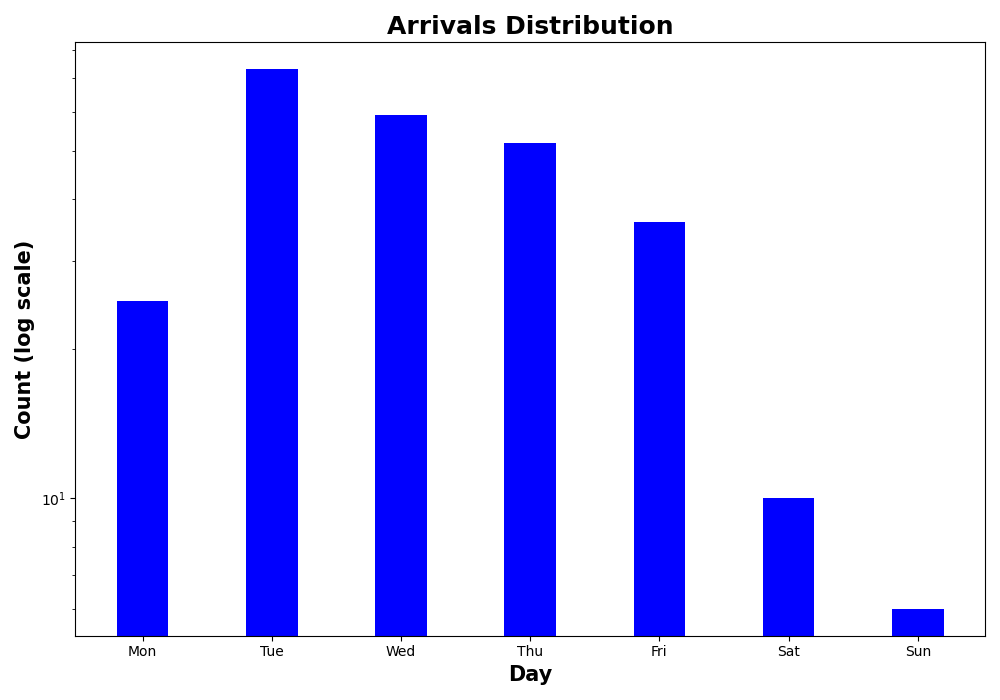 Arrivals Distribution
Count (log scale)
10¹
Mon Tue Wed Thu Fri Sat Sun
Day